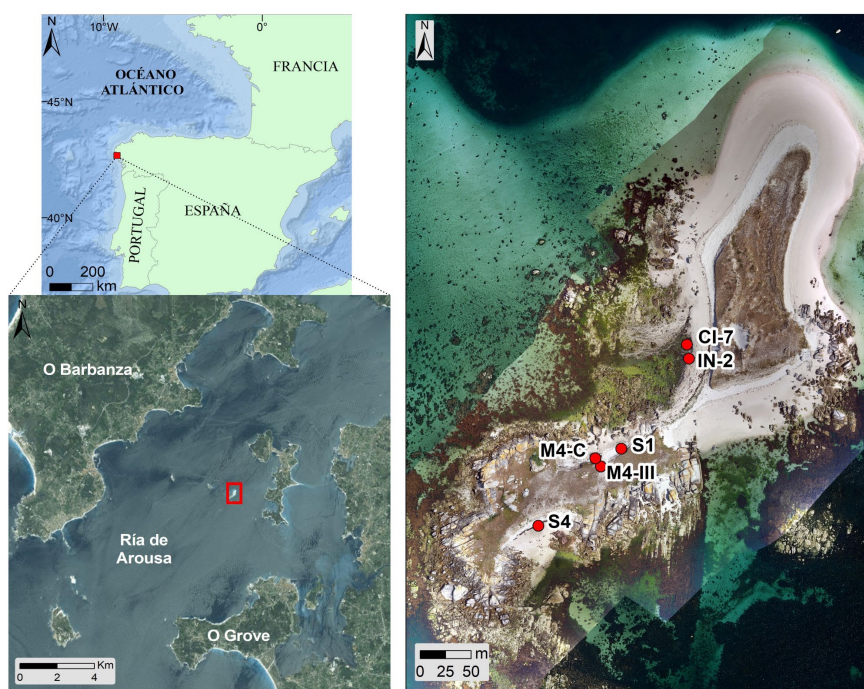 N
10°W
0°
OCÉANO
ATLÁNTICO
FRANCIA
45°N
40°N
PORTUGAL
ESPAÑA
0 200
km
N
O Barbanza
Ría de
Arousa
O Grove
Km
0 2 4
N
CI-7
IN-2
S1
M4-C
M4-III
S4
m
0 25 50